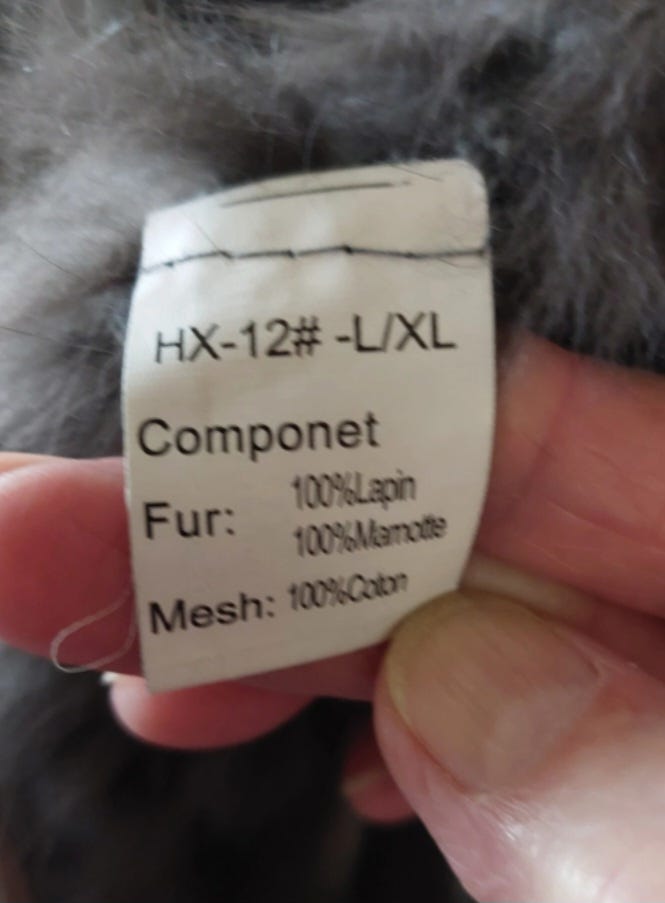 HX-12# -L/XL
Componet
Fur: 100%Lapin
100%Mamotte
Mesh: 100%Coton